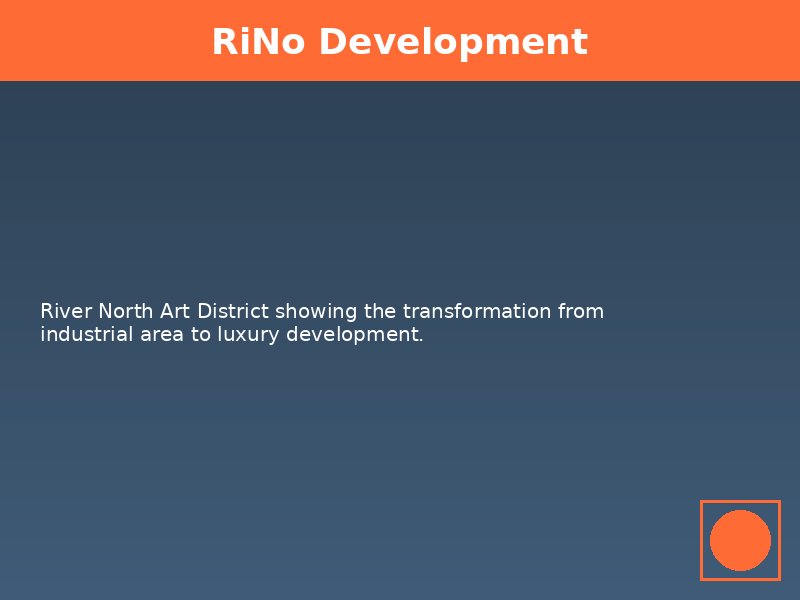 RiNo Development
River North Art District showing the transformation from
industrial area to luxury development.